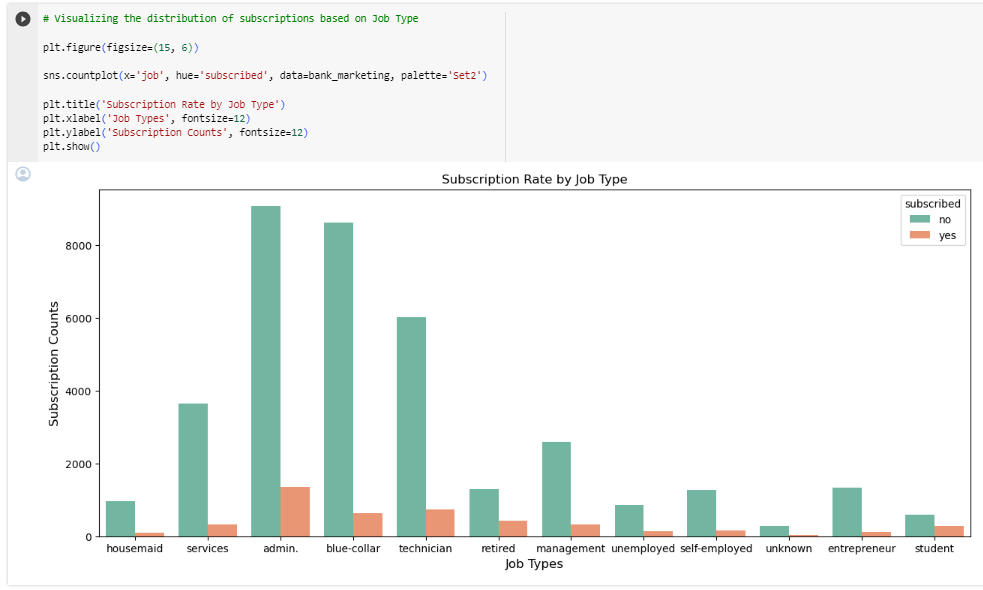 # Visualizing the distribution of subscriptions based on Job Type
plt.figure(figsize=(15, 6))
sns.countplot(x='job', hue='subscribed', data=bank_marketing, palette='Set2')
plt.title('Subscription Rate by Job Type')
plt.xlabel('Job Types', fontsize=12)
plt.ylabel('Subscription Counts', fontsize=12)
plt.show()
Subscription Rate by Job Type
subscribed
no
yes
Subscription Counts
8000
6000
4000
2000
0
housemaid services admin. blue-collar technician retired management unemployed self-employed unknown entrepreneur student
Job Types